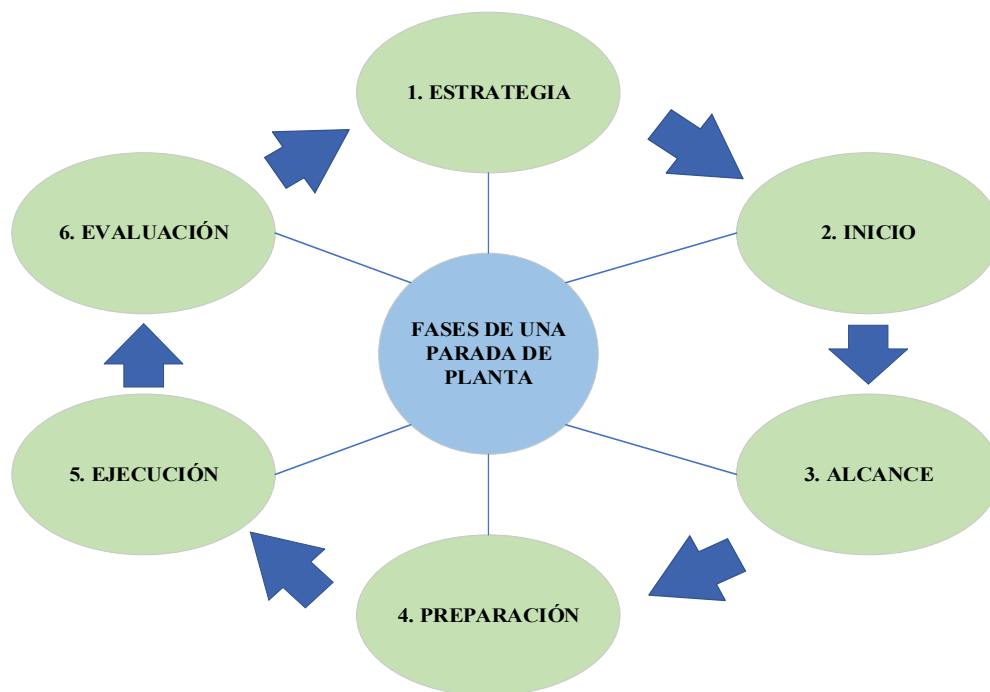 1. ESTRATEGIA
2. INICIO
3. ALCANCE
4. PREPARACIÓN
5. EJECUCIÓN
6. EVALUACIÓN
FASES DE UNA
PARADA DE
PLANTA